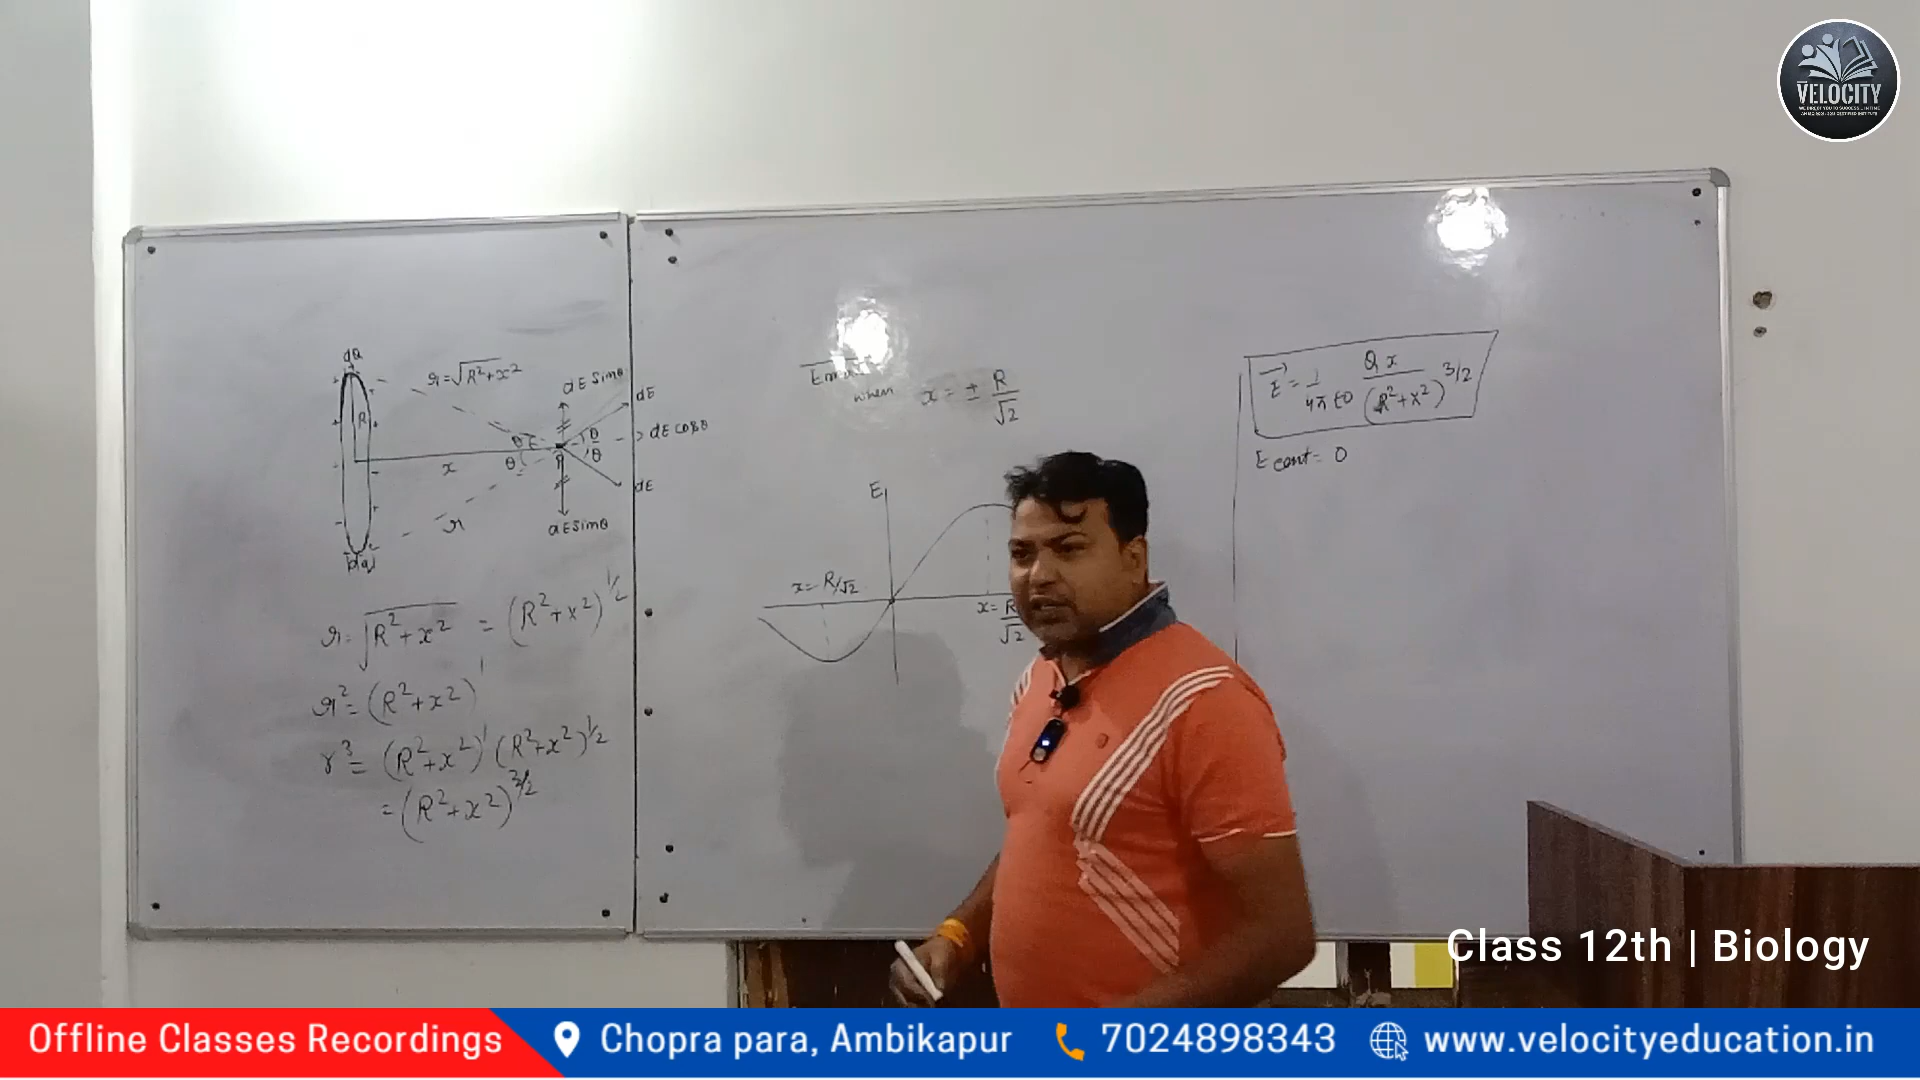 VELOCITY
dQ
r=√R²+x²
R
dE Sinθ
dE
dE cosθ
θ
θ
θ
θ
E
P
x
dE
r
dE Sinθ
r=√R²+x² = (R²+x²)^1/2
r²=(R²+x²)^1
r³=(R²+x²)^1 (R²+x²)^1/2
=(R²+x²)^3/2
when x=± R/√2
E
x=-R/√2
x=R/√2
E=1/4πε0 Qx/(R²+x²)^3/2
E cent=0
Class 12th | Biology
Offline Classes Recordings
Chopra para, Ambikapur
7024898343
www.velocityeducation.in